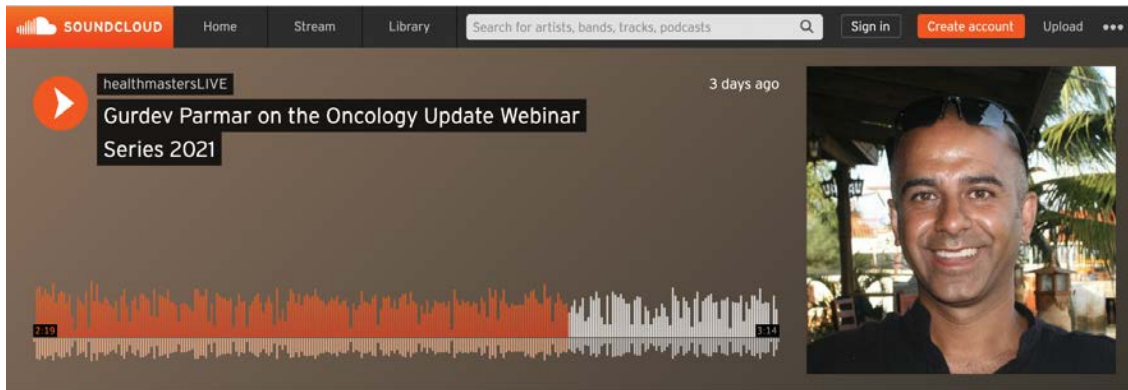 SOUNDCLOUD Home Stream Library Search for artists, bands, tracks, podcasts Sign in Create account Upload
healthmastersLIVE 3 days ago
Gurdev Parmar on the Oncology Update Webinar
Series 2021
2:19 3:14